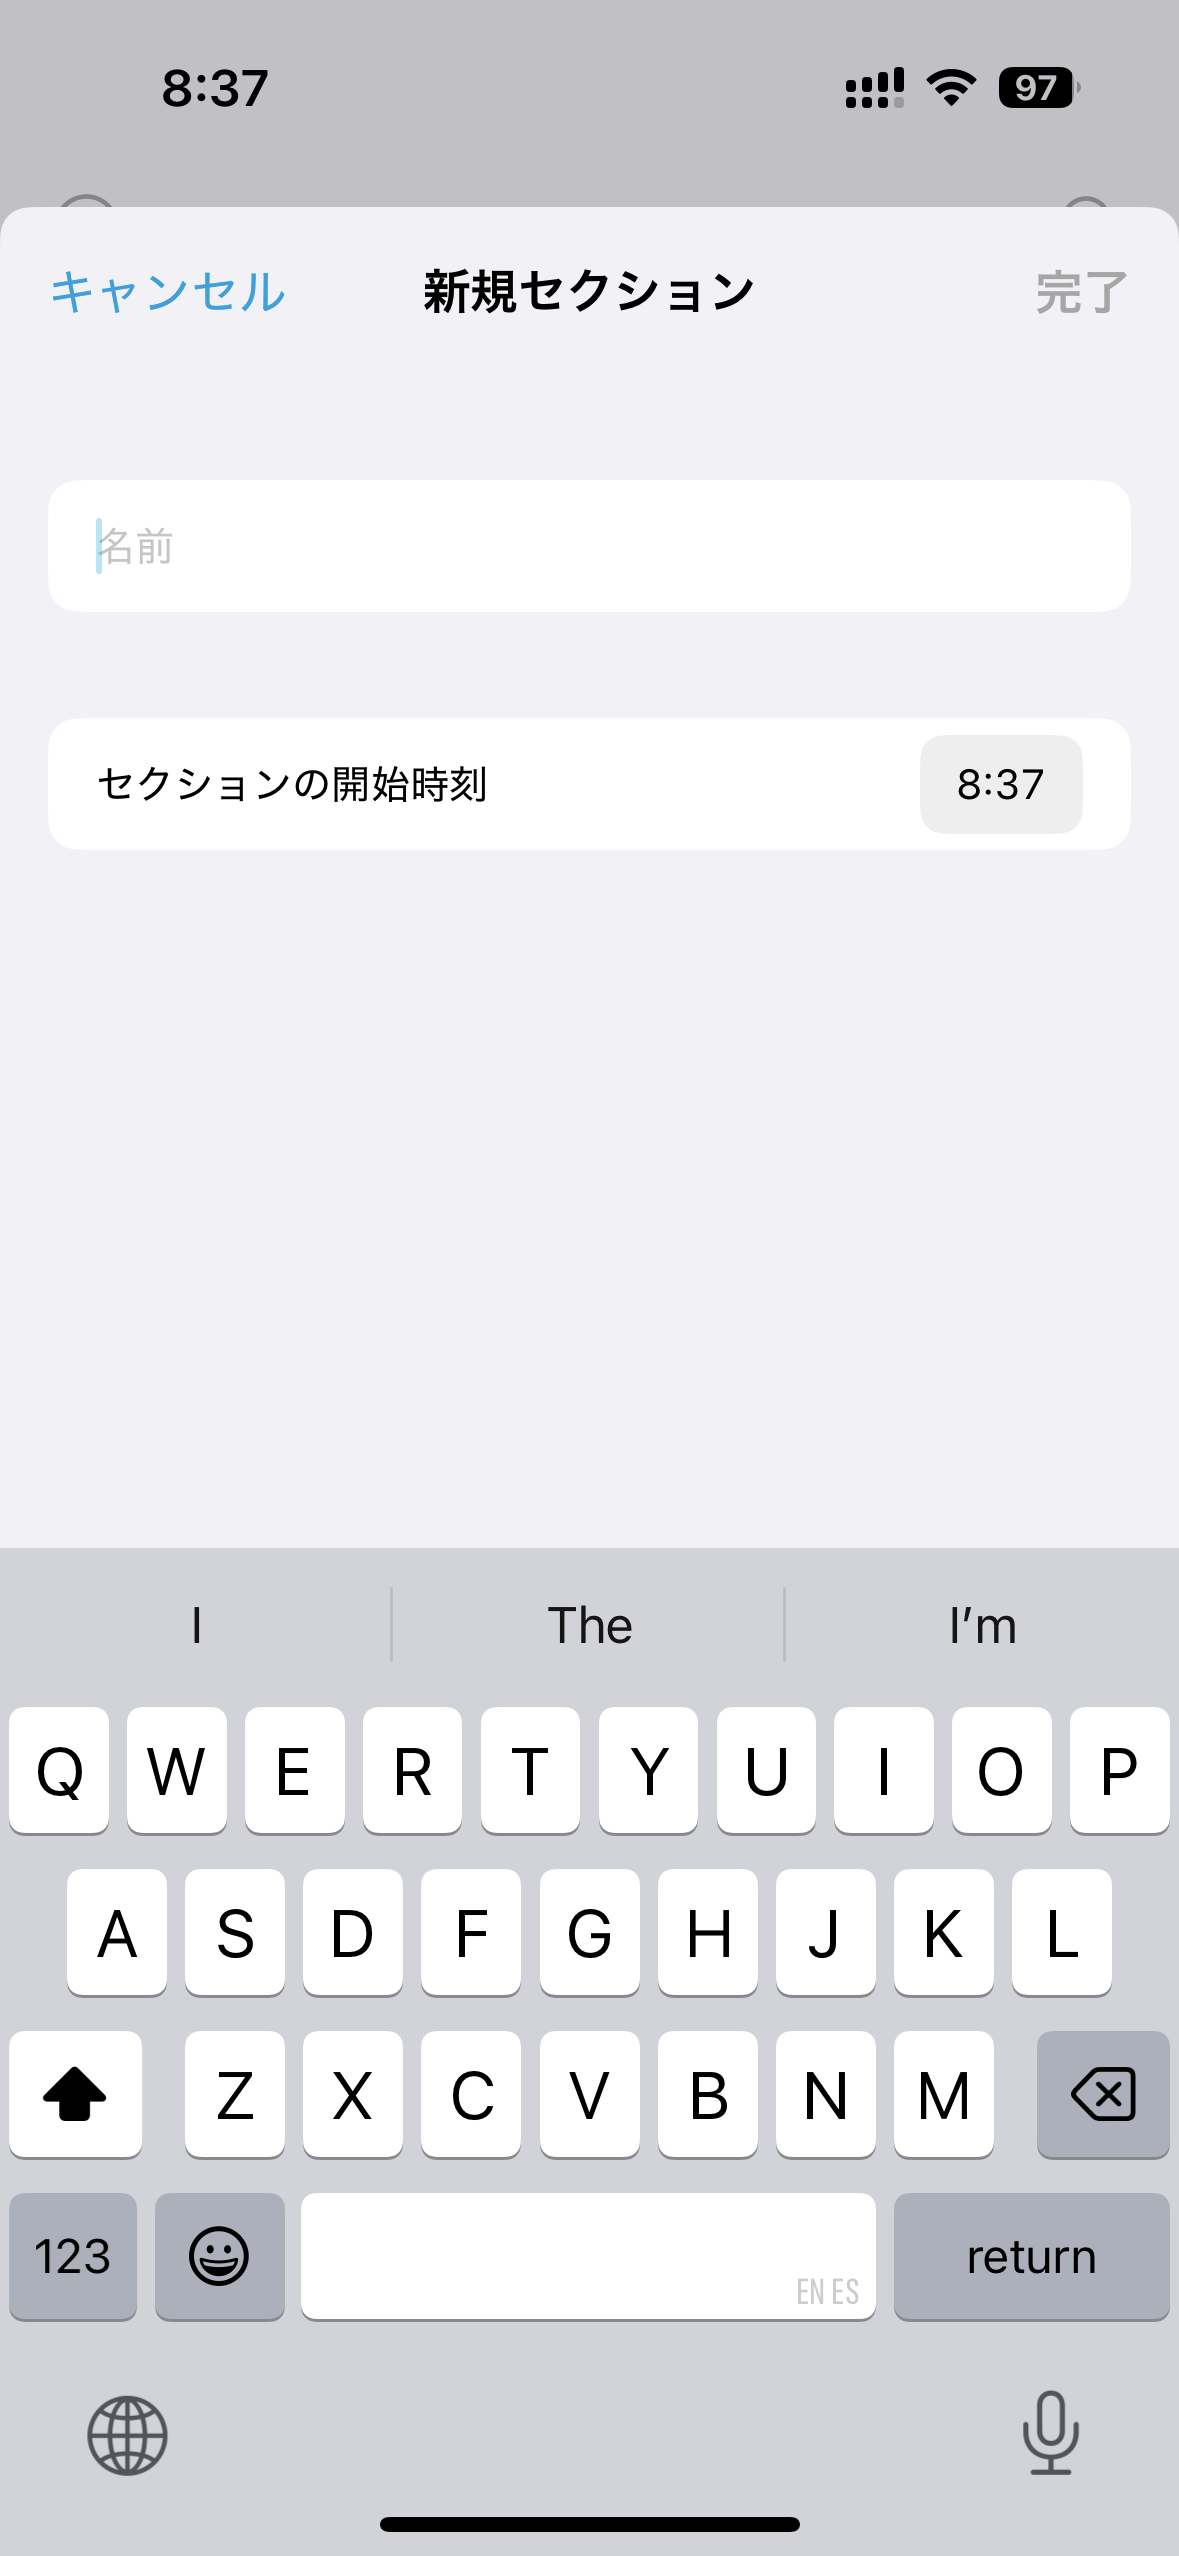 8:37
97
キャンセル 新規セクション 完了
名前
セクションの開始時刻 8:37
I The I’m
Q W E R T Y U I O P
A S D F G H J K L
Z X C V B N M
123 EN ES return